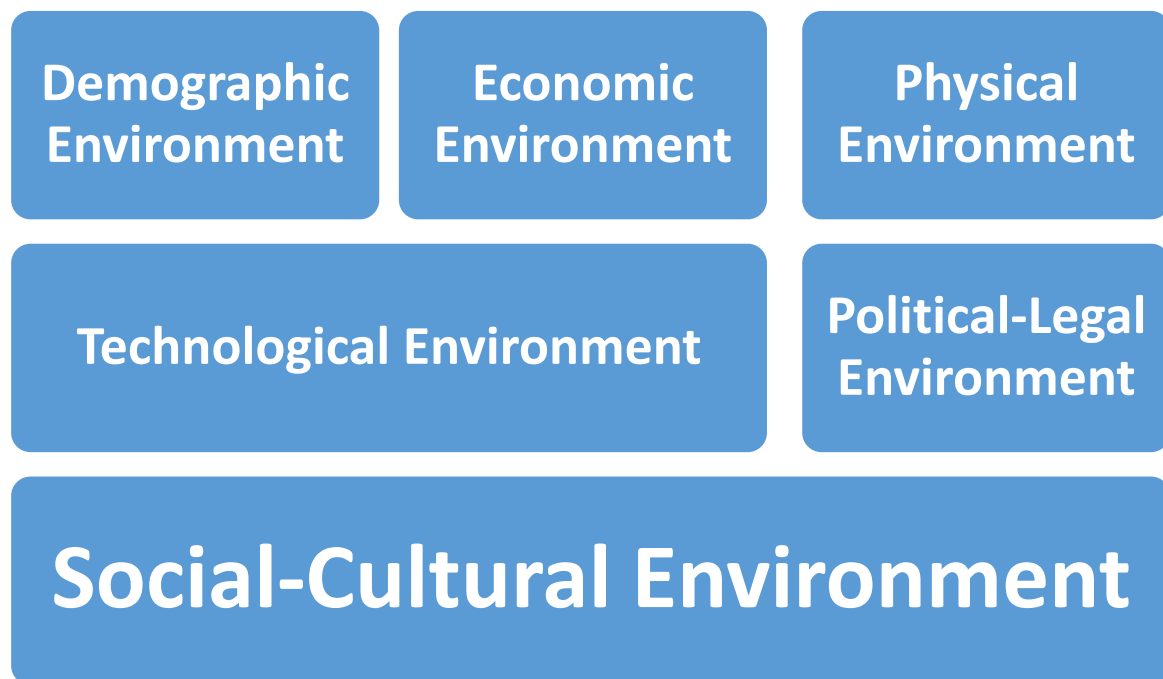 Demographic
Environment
Economic
Environment
Physical
Environment
Technological Environment
Political-Legal
Environment
Social-Cultural Environment